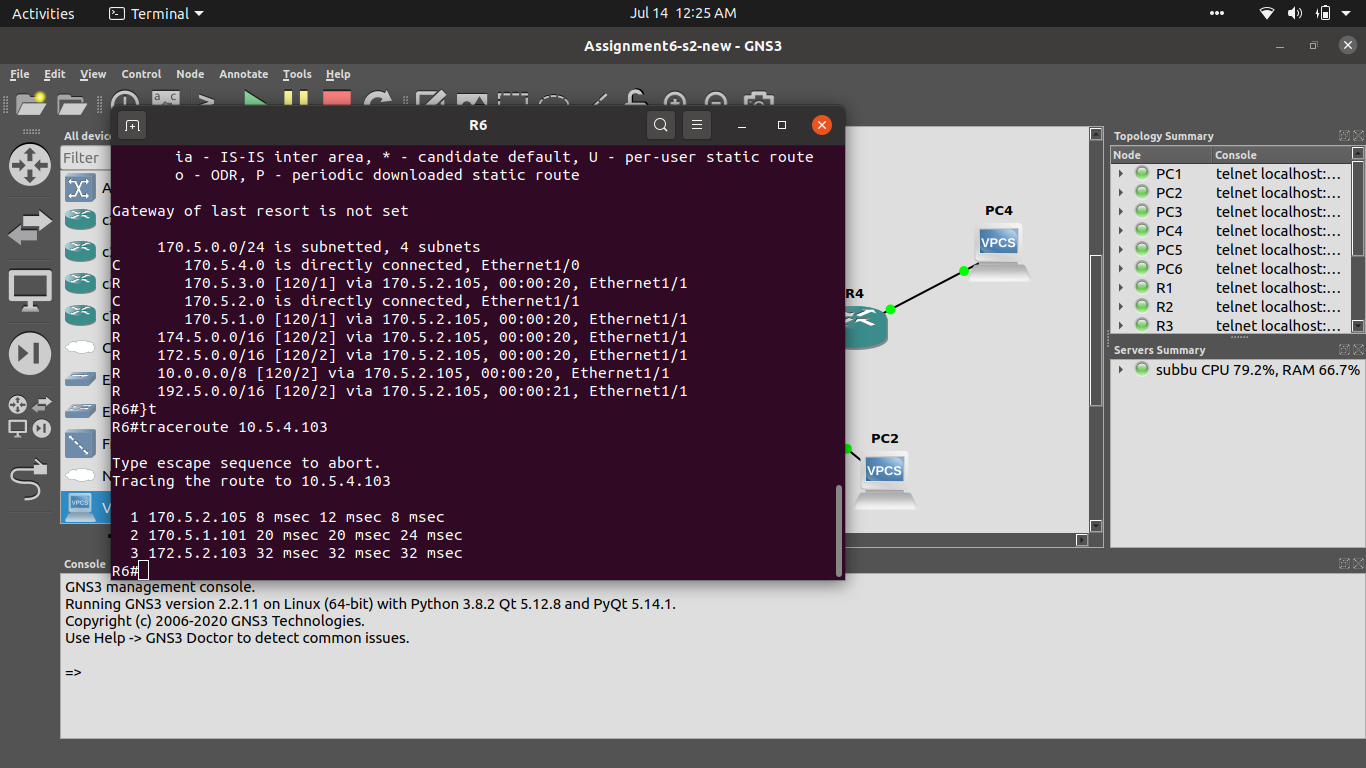 Activities
Terminal
Jul 14 12:25 AM
Assignment6-s2-new - GNS3
File Edit View Control Node Annotate Tools Help
All
Filter
R6
ia - IS-IS inter area, * - candidate default, U - per-user static route
o - ODR, P - periodic downloaded static route
Gateway of last resort is not set
170.5.0.0/24 is subnetted, 4 subnets
C 170.5.4.0 is directly connected, Ethernet1/0
R 170.5.3.0 [120/1] via 170.5.2.105, 00:00:20, Ethernet1/1
C 170.5.2.0 is directly connected, Ethernet1/1
R 170.5.1.0 [120/1] via 170.5.2.105, 00:00:20, Ethernet1/1
R 174.5.0.0/16 [120/2] via 170.5.2.105, 00:00:20, Ethernet1/1
R 172.5.0.0/16 [120/2] via 170.5.2.105, 00:00:20, Ethernet1/1
R 10.0.0.0/8 [120/2] via 170.5.2.105, 00:00:20, Ethernet1/1
R 192.5.0.0/16 [120/2] via 170.5.2.105, 00:00:21, Ethernet1/1
R6#}t
R6#traceroute 10.5.4.103
Type escape sequence to abort.
Tracing the route to 10.5.4.103
1 170.5.2.105 8 msec 12 msec 8 msec
2 170.5.1.101 20 msec 20 msec 24 msec
3 172.5.2.103 32 msec 32 msec 32 msec
R6#
PC4
VPCS
R4
PC2
VPCS
VPCS
Topology Summary
Node Console
PC1 telnet localhost:...
PC2 telnet localhost:...
PC3 telnet localhost:...
PC4 telnet localhost:...
PC5 telnet localhost:...
PC6 telnet localhost:...
R1 telnet localhost:...
R2 telnet localhost:...
R3 telnet localhost:...
Servers Summary
subbu CPU 79.2%, RAM 66.7%
Console
GNS3 management console.
Running GNS3 version 2.2.11 on Linux (64-bit) with Python 3.8.2 Qt 5.12.8 and PyQt 5.14.1.
Copyright (c) 2006-2020 GNS3 Technologies.
Use Help -> GNS3 Doctor to detect common issues.
=>